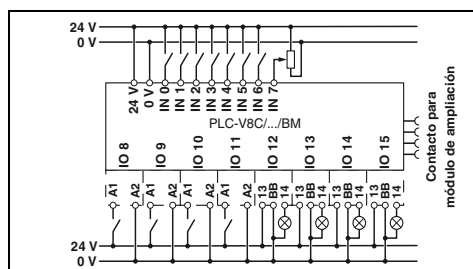 24 V
0 V
24 V
0 V
IN 0
IN 1
IN 2
IN 3
IN 4
IN 5
IN 6
IN 7
PLC-V8C/.../BM
IO 8
IO 9
IO 10
IO 11
IO 12
IO 13
IO 14
IO 15
Contacto para
módulo de ampliación
A1
A2
A1
A2
A1
A2
A1
A2
13
BB
14
13
BB
14
13
BB
14
13
BB
14
24 V
0 V